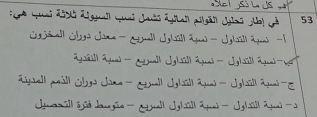 هـ- كل ما ذكر أعلاه
53 في إطار تحليل القوائم المالية تشمل نسب السيولة ثلاثة نسب هي:
أ- نسبة التداول – نسبة التداول السريع – معدل دوران المخزون
ب- نسبة التداول – نسبة التداول السريع – نسبة النقدية
ج- نسبة التداول – نسبة التداول السريع – معدل دوران الذمم المدينة
د- نسبة التداول – نسبة التداول السريع – متوسط فترة التحصيل